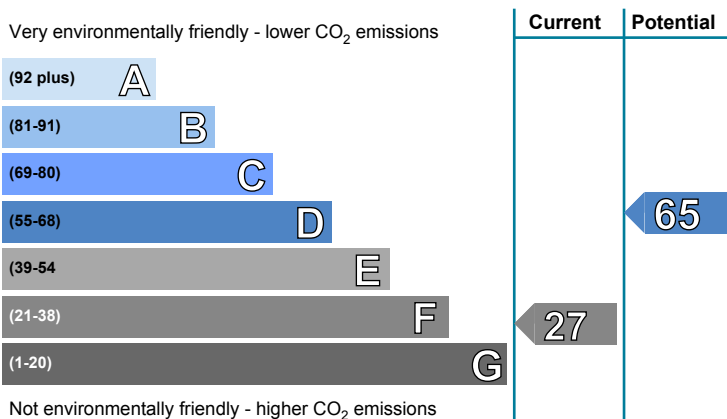 Current Potential
Very environmentally friendly - lower CO2 emissions
(92 plus) A
(81-91) B
(69-80) C
(55-68) D
65
(39-54 E
(21-38) F
27
(1-20) G
Not environmentally friendly - higher CO2 emissions